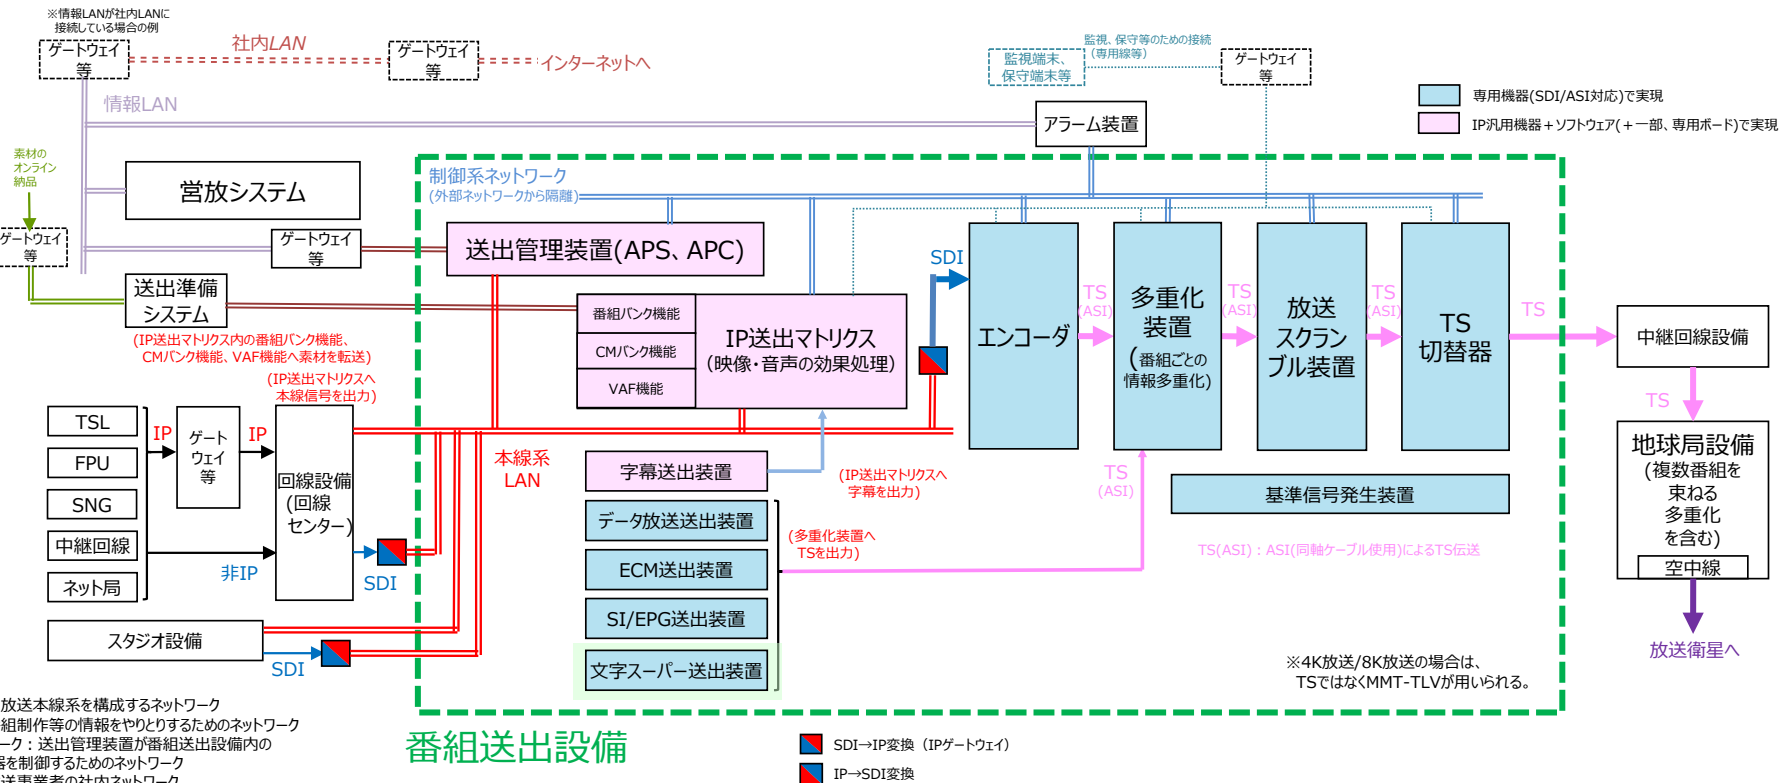 ※情報LANが社内LANに
接続している場合の例
ゲートウェイ
等
社内LAN
ゲートウェイ
等
インターネットへ
監視端末、
保守端末等
監視、保守等のための接続
(専用線等)
ゲートウェイ
等
専用機器(SDI/ASI対応)で実現
IP汎用機器＋ソフトウェア(＋一部、専用ボード)で実現
情報LAN
アラーム装置
素材の
オンライン
納品
営放システム
制御系ネットワーク
(外部ネットワークから隔離)
ゲートウェイ
等
ゲートウェイ
等
送出管理装置(APS、APC)
送出準備
システム
(IP送出マトリクス内の番組バンク機能、
CMバンク機能、VAF機能へ素材を転送)
番組バンク機能
CMバンク機能
VAF機能
IP送出マトリクス
(映像・音声の効果処理)
SDI
エンコーダ
TS
(ASI)
多重化
装置
(番組ごとの
情報多重化)
TS
(ASI)
放送
スクラン
ブル装置
TS
(ASI)
TS
切替器
TS
中継回線設備
TS
地球局設備
(複数番組を
束ねる
多重化
を含む)
空中線
放送衛星へ
(IP送出マトリクスへ
本線信号を出力)
TSL
FPU
SNG
中継回線
ネット局
IP
ゲート
ウェイ
等
IP
非IP
回線設備
(回線
センター)
SDI
スタジオ設備
SDI
本線系
LAN
字幕送出装置
(IP送出マトリクスへ
字幕を出力)
データ放送送出装置
ECM送出装置
SI/EPG送出装置
文字スーパー送出装置
(多重化装置へ
TSを出力)
TS
(ASI)
基準信号発生装置
TS(ASI)：ASI(同軸ケーブル使用)によるTS伝送
※4K放送/8K放送の場合は、
TSではなくMMT-TLVが用いられる。
放送本線系を構成するネットワーク
組制作等の情報をやりとりするためのネットワーク
ーク：送出管理装置が番組送出設備内の
器を制御するためのネットワーク
送事業者の社内ネットワーク
番組送出設備
SDI→IP変換（IPゲートウェイ）
IP→SDI変換